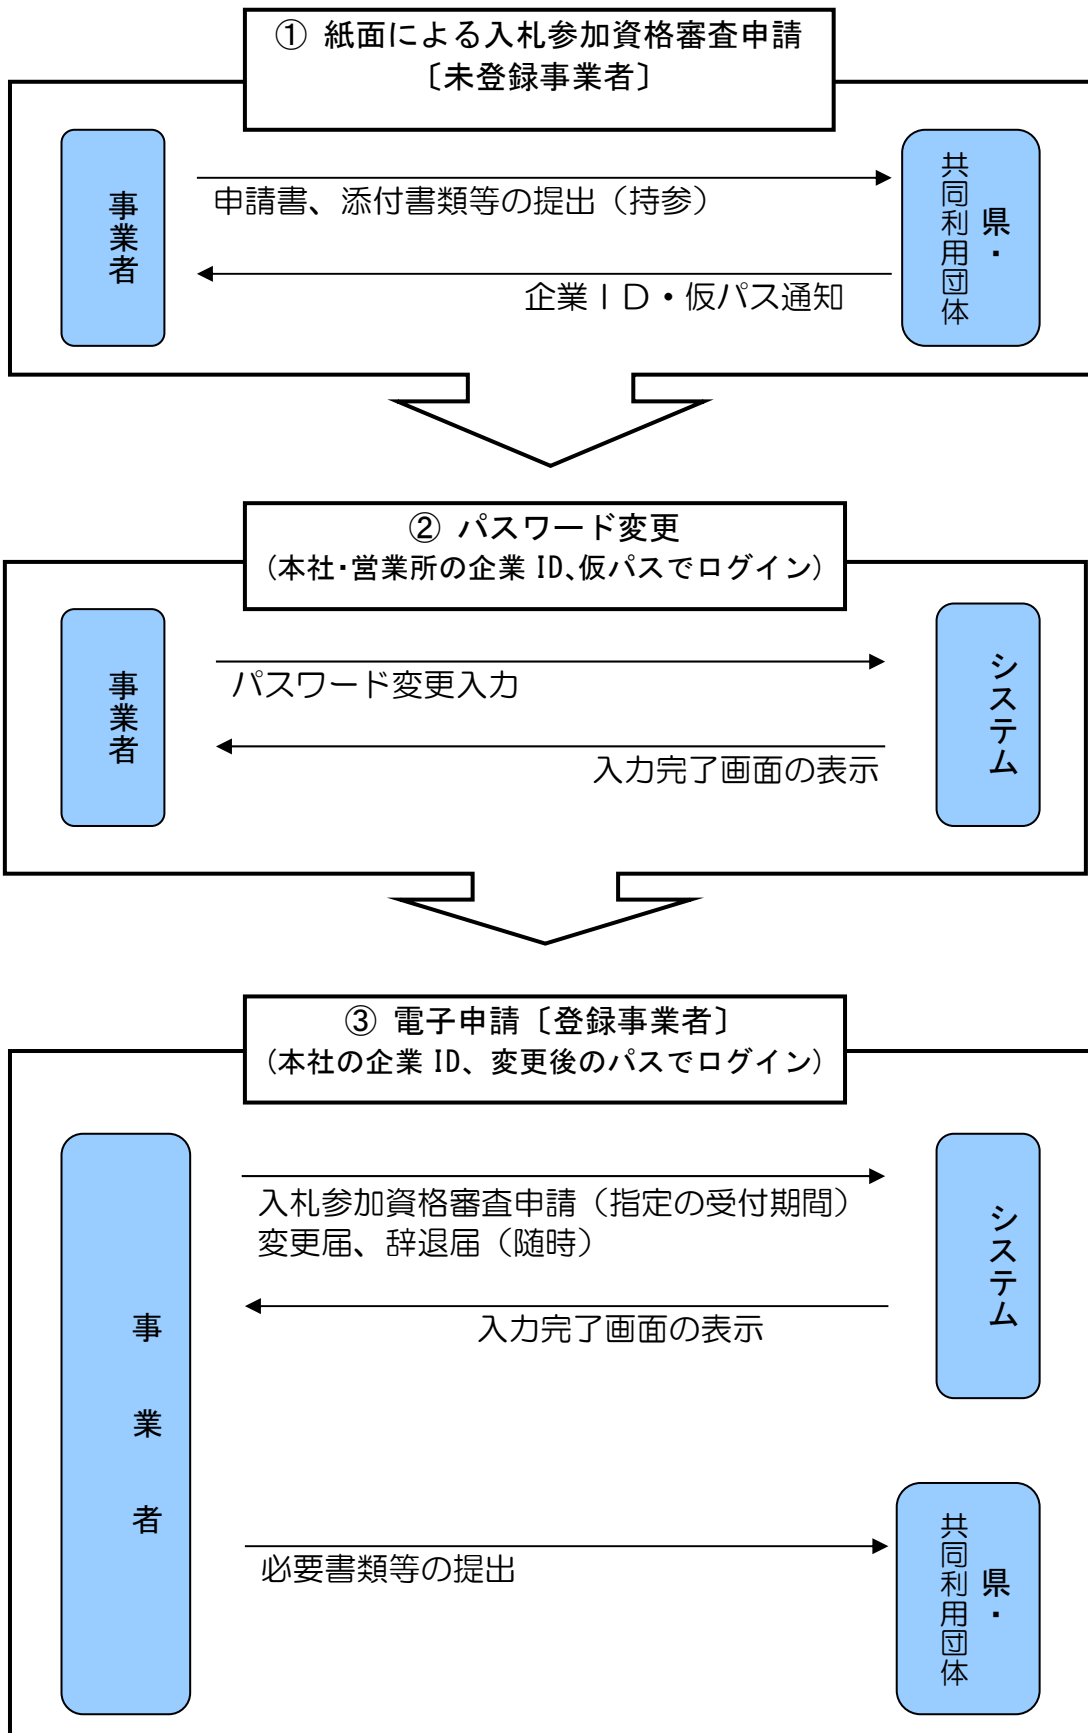 ① 紙面による入札参加資格審査申請
〔未登録事業者〕
事業者
申請書、添付書類等の提出（持参）
企業ＩＤ・仮パス通知
県・
共同利用団体
② パスワード変更
(本社・営業所の企業 ID、仮パスでログイン)
事業者
パスワード変更入力
入力完了画面の表示
システム
③ 電子申請〔登録事業者〕
(本社の企業 ID、変更後のパスでログイン)
事業者
入札参加資格審査申請（指定の受付期間）
変更届、辞退届（随時）
入力完了画面の表示
システム
必要書類等の提出
県・
共同利用団体